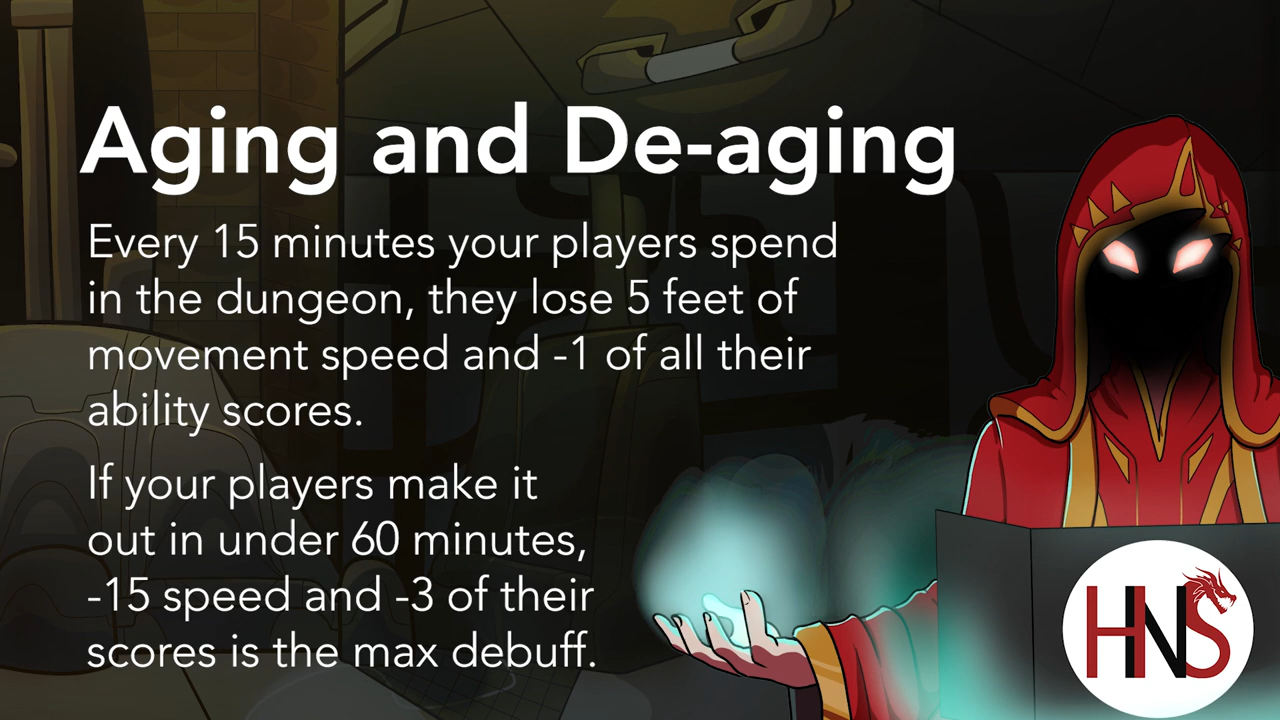 Aging and De-aging
Every 15 minutes your players spend
in the dungeon, they lose 5 feet of
movement speed and -1 of all their
ability scores.
If your players make it
out in under 60 minutes,
-15 speed and -3 of their
scores is the max debuff.
HNS